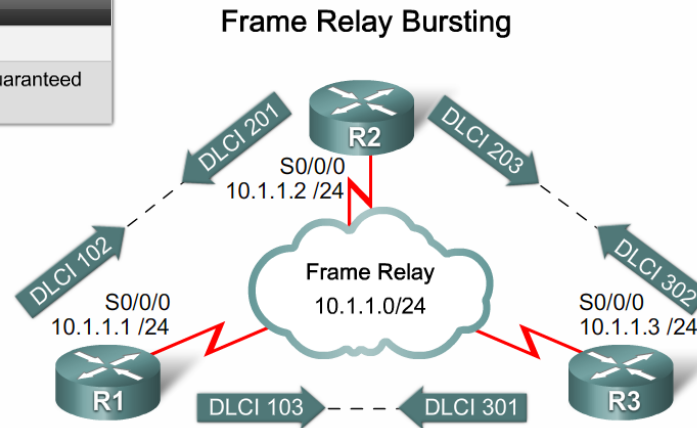 Frame Relay Bursting
DLCI 201
R2
DLCI 203
S0/0/0
10.1.1.2 /24
DLCI 102
Frame Relay
10.1.1.0/24
DLCI 302
S0/0/0
10.1.1.1 /24
S0/0/0
10.1.1.3 /24
R1
DLCI 103
DLCI 301
R3